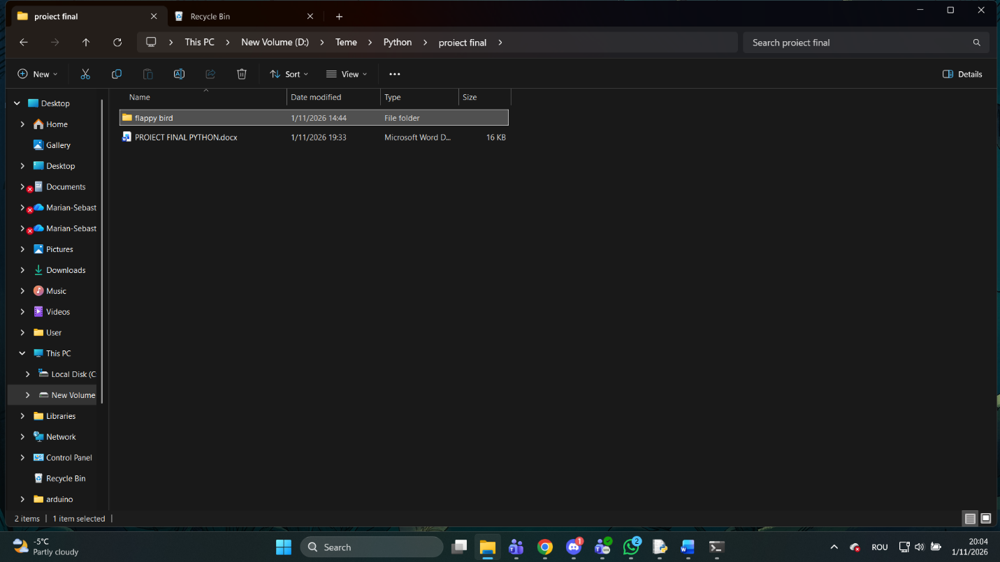 proiect final
Recycle Bin
This PC
New Volume (D:)
Teme
Python
proiect final
Search proiect final
New
Sort
View
Details
Name
Date modified
Type
Size
flappy bird
1/11/2026 14:44
File folder
PROIECT FINAL PYTHON.docx
1/11/2026 19:33
Microsoft Word D...
16 KB
Desktop
Home
Gallery
Desktop
Documents
Marian-Sebast
Marian-Sebast
Pictures
Downloads
Music
Videos
User
This PC
Local Disk (C
New Volume
Libraries
Network
Control Panel
Recycle Bin
arduino
2 items
1 item selected
-5°C
Partly cloudy
Search
1
2
ROU
20:04
1/11/2026